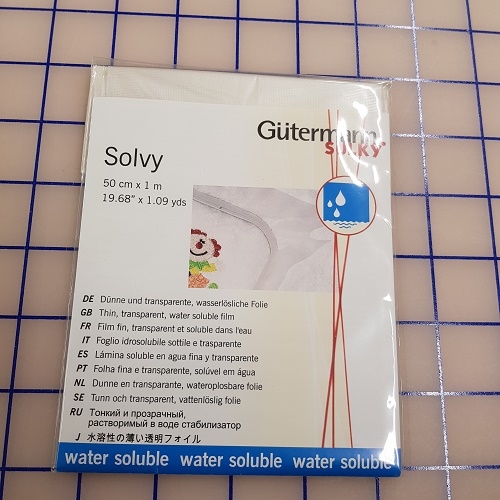 Gütermann
SULKY®
Solvy
50 cm x 1 m
19.68" x 1.09 yds
DE Dünne und transparente, wasserlösliche Folie
GB Thin, transparent, water soluble film
FR Film fin, transparent et soluble dans l'eau
IT Foglio idrosolubile sottile e trasparente
ES Lámina soluble en agua fina y transparente
PT Folha fina e transparente, solúvel em água
NL Dunne en transparante, wateroplosbare folie
SE Tunn och transparent, vattenlöslig folie
RU Тонкий и прозрачный,
растворимый в воде стабилизатор
J 水溶性の薄い透明フォイル
water soluble water soluble water soluble